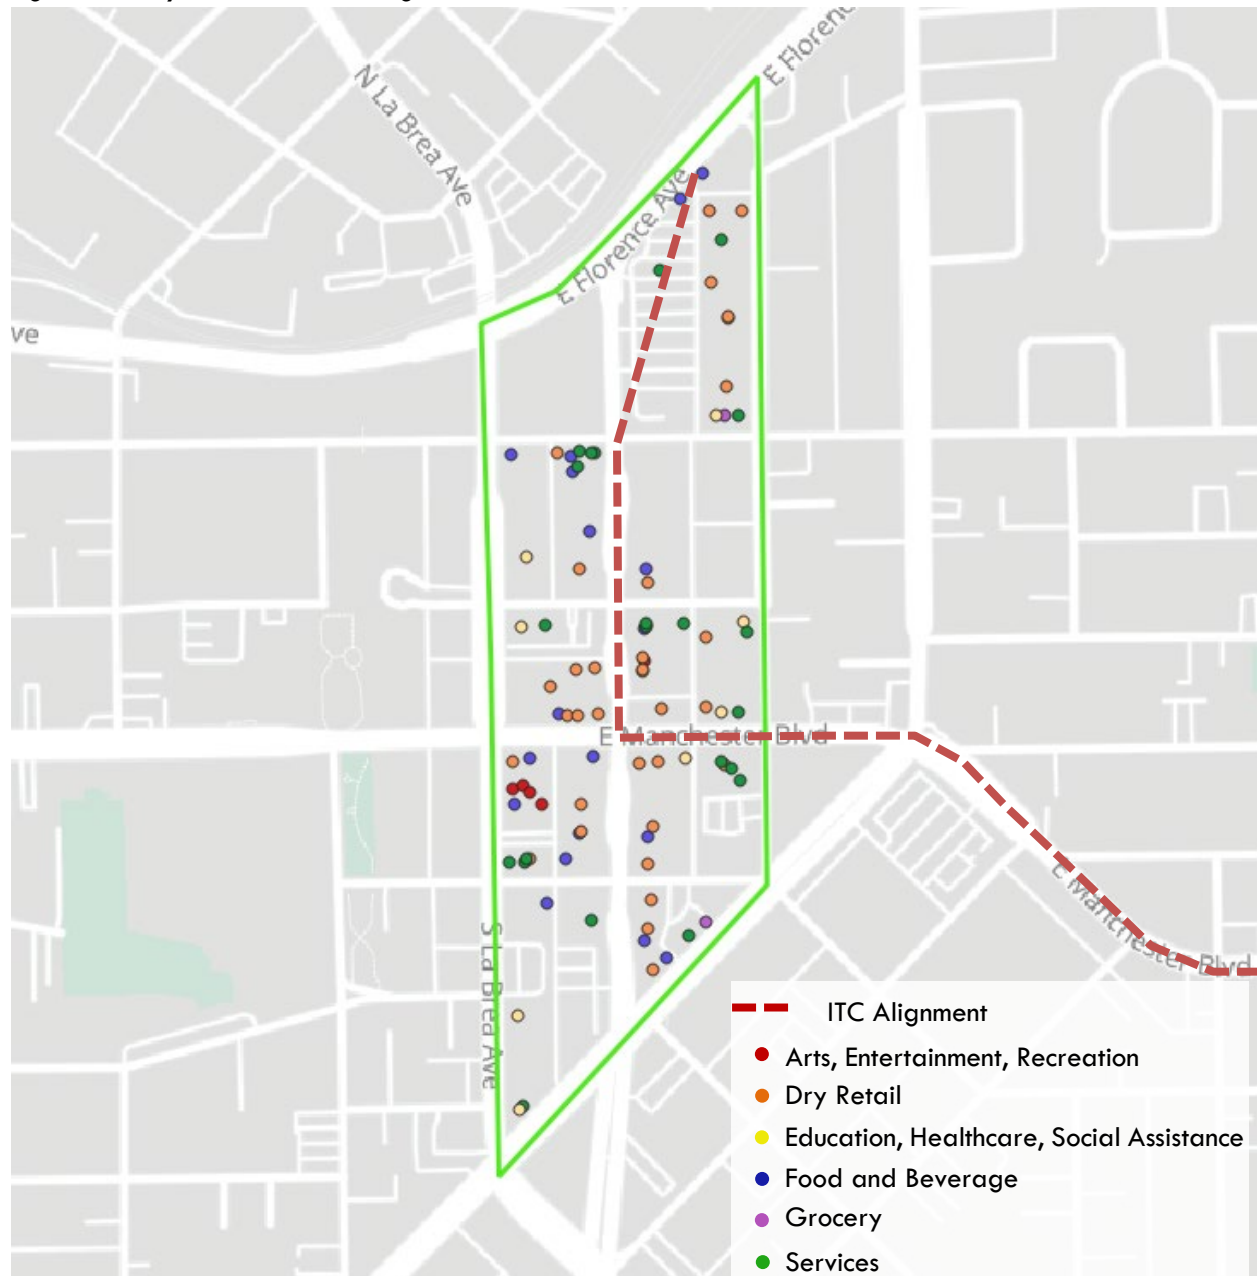 E Florenc
N La Brea Ave
E Florence Ave
ve
E Manchester Blvd
E Manchester Blvd
S La Brea Ave
ITC Alignment
Arts, Entertainment, Recreation
Dry Retail
Education, Healthcare, Social Assistance
Food and Beverage
Grocery
Services